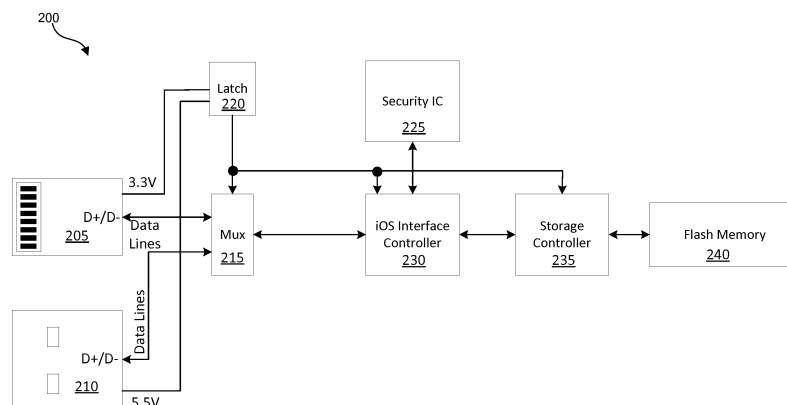 200
Latch
220
Security IC
225
3.3V
D+/D-
205
Data
Lines
Mux
215
iOS Interface
Controller
230
Storage
Controller
235
Flash Memory
240
Data Lines
D+/D-
210
5.5V